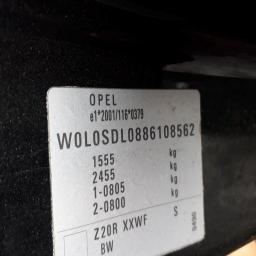 OPEL
e1*2001/116*0379
W0L0SDL0886108562
1555 kg
2455 kg
1-0805 kg
2-0800 kg
Z20R XXWF S
BW